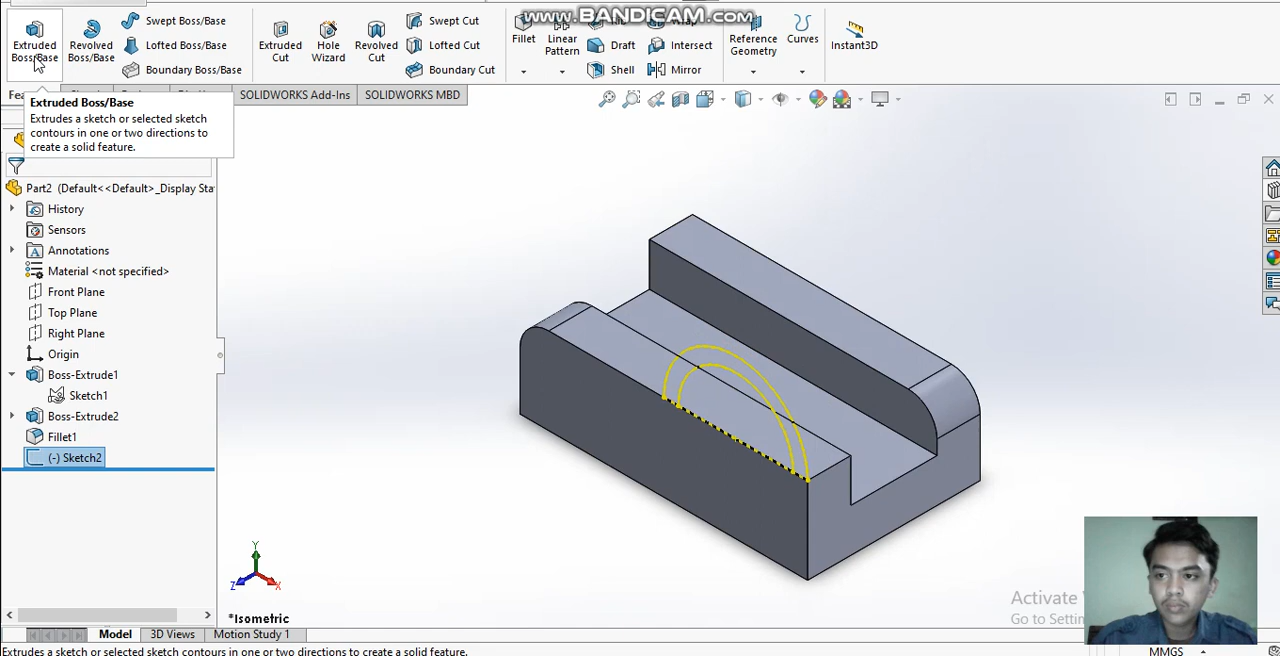 www.BANDICAM.com
Extruded Boss/Base
Revolved Boss/Base
Swept Boss/Base
Lofted Boss/Base
Boundary Boss/Base
Extruded Cut
Hole Wizard
Revolved Cut
Swept Cut
Lofted Cut
Boundary Cut
Fillet
Linear Pattern
Draft
Shell
Intersect
Mirror
Reference Geometry
Curves
Instant3D
SOLIDWORKS Add-Ins
SOLIDWORKS MBD
Extruded Boss/Base
Extrudes a sketch or selected sketch
contours in one or two directions to
create a solid feature.
Part2 (Default<<Default>_Display Sta
History
Sensors
Annotations
Material <not specified>
Front Plane
Top Plane
Right Plane
Origin
Boss-Extrude1
Sketch1
Boss-Extrude2
Fillet1
(-) Sketch2
Y
Z
X
*Isometric
Activate
Go to Settin
Model
3D Views
Motion Study 1
Extrudes a sketch or selected sketch contours in one or two directions to create a solid feature.
MMGS